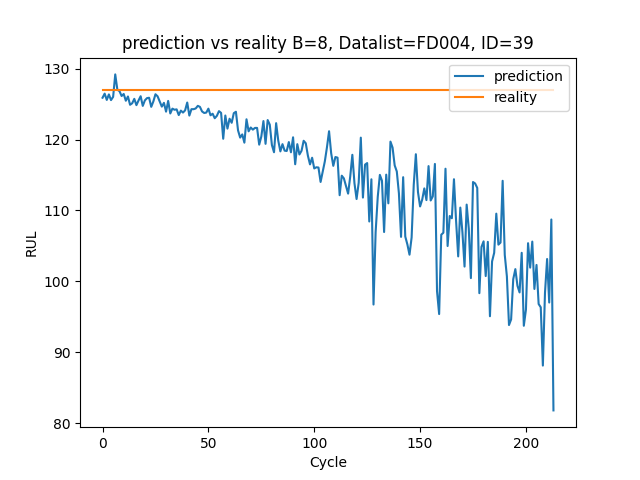 prediction vs reality B=8, Datalist=FD004, ID=39
prediction
reality
130
120
110
100
90
80
RUL
0
50
100
150
200
Cycle